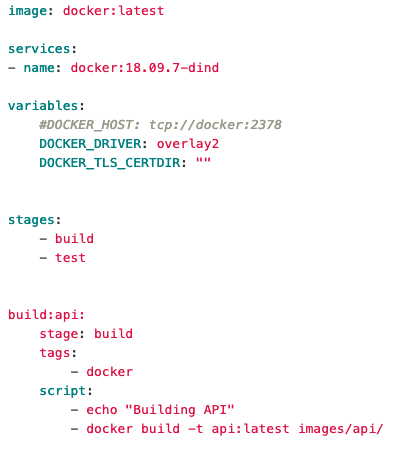 image: docker:latest
services:
- name: docker:18.09.7-dind
variables:
#DOCKER_HOST: tcp://docker:2378
DOCKER_DRIVER: overlay2
DOCKER_TLS_CERTDIR: ""
stages:
- build
- test
build:api:
stage: build
tags:
- docker
script:
- echo "Building API"
- docker build -t api:latest images/api/